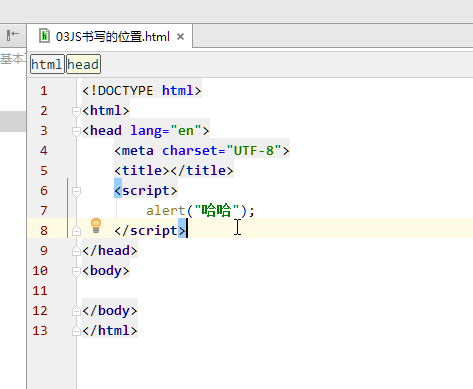 03JS书写的位置.html
基本
html head
1 <!DOCTYPE html>
2 <html>
3 <head lang="en">
4 <meta charset="UTF-8">
5 <title></title>
6 <script>
7 alert("哈哈");
8 </script>
9 </head>
10 <body>
11
12 </body>
13 </html>